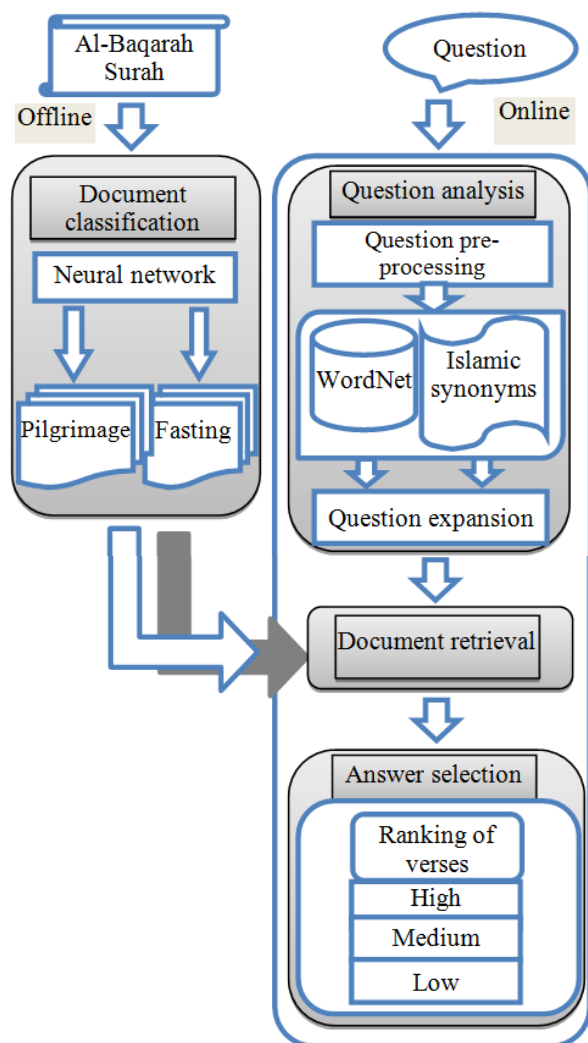 Al-Baqarah
Surah
Offline
Document
classification
Neural network
Pilgrimage
Fasting
Question
Online
Question analysis
Question pre-
processing
WordNet
Islamic
synonyms
Question expansion
Document retrieval
Answer selection
Ranking of
verses
High
Medium
Low